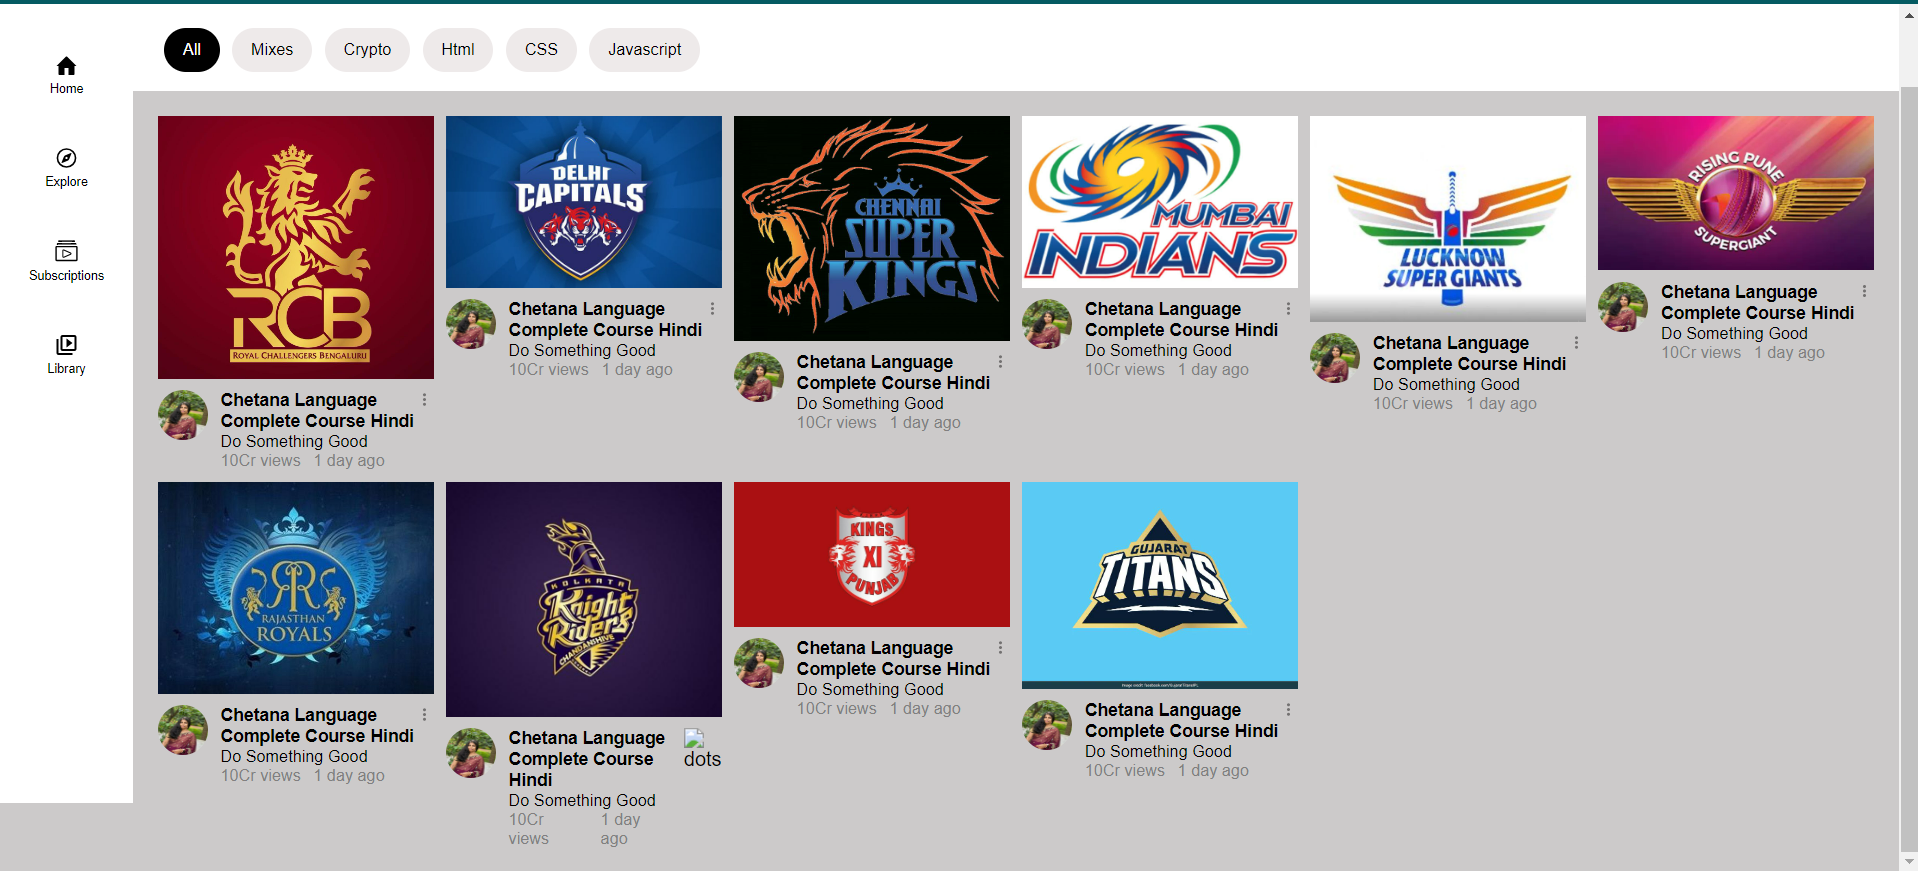 All
Mixes
Crypto
Html
CSS
Javascript
Home
Explore
Subscriptions
Library
RCB
ROYAL CHALLENGERS BENGALURU
Chetana Language
Complete Course Hindi
Do Something Good
10Cr views 1 day ago
DELHI
CAPITALS
Chetana Language
Complete Course Hindi
Do Something Good
10Cr views 1 day ago
CHENNAI
SUPER
KINGS
Chetana Language
Complete Course Hindi
Do Something Good
10Cr views 1 day ago
MUMBAI
INDIANS
Chetana Language
Complete Course Hindi
Do Something Good
10Cr views 1 day ago
LUCKNOW
SUPER GIANTS
Chetana Language
Complete Course Hindi
Do Something Good
10Cr views 1 day ago
RISING PUNE
SUPERGIANT
Chetana Language
Complete Course Hindi
Do Something Good
10Cr views 1 day ago
RR
RAJASTHAN
ROYALS
Chetana Language
Complete Course Hindi
Do Something Good
10Cr views 1 day ago
KOLKATA
Knight
Riders
CHANDANSHIVE
Chetana Language
Complete Course
Hindi
dots
Do Something Good
10Cr 1 day
views ago
KINGS
XI
PUNJAB
Chetana Language
Complete Course Hindi
Do Something Good
10Cr views 1 day ago
GUJARAT
TITANS
Chetana Language
Complete Course Hindi
Do Something Good
10Cr views 1 day ago